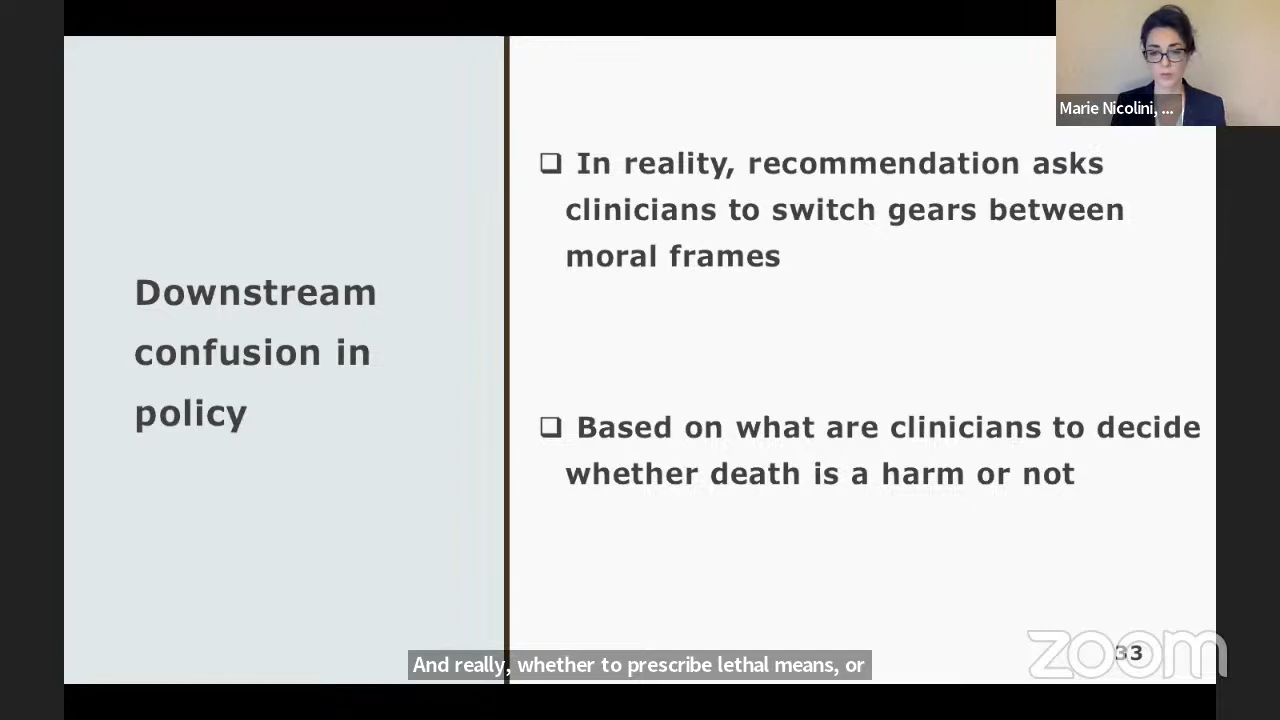 Marie Nicolini, ...
Downstream
confusion in
policy
❑ In reality, recommendation asks
clinicians to switch gears between
moral frames
❑ Based on what are clinicians to decide
whether death is a harm or not
33
zoom
And really, whether to prescribe lethal means, or